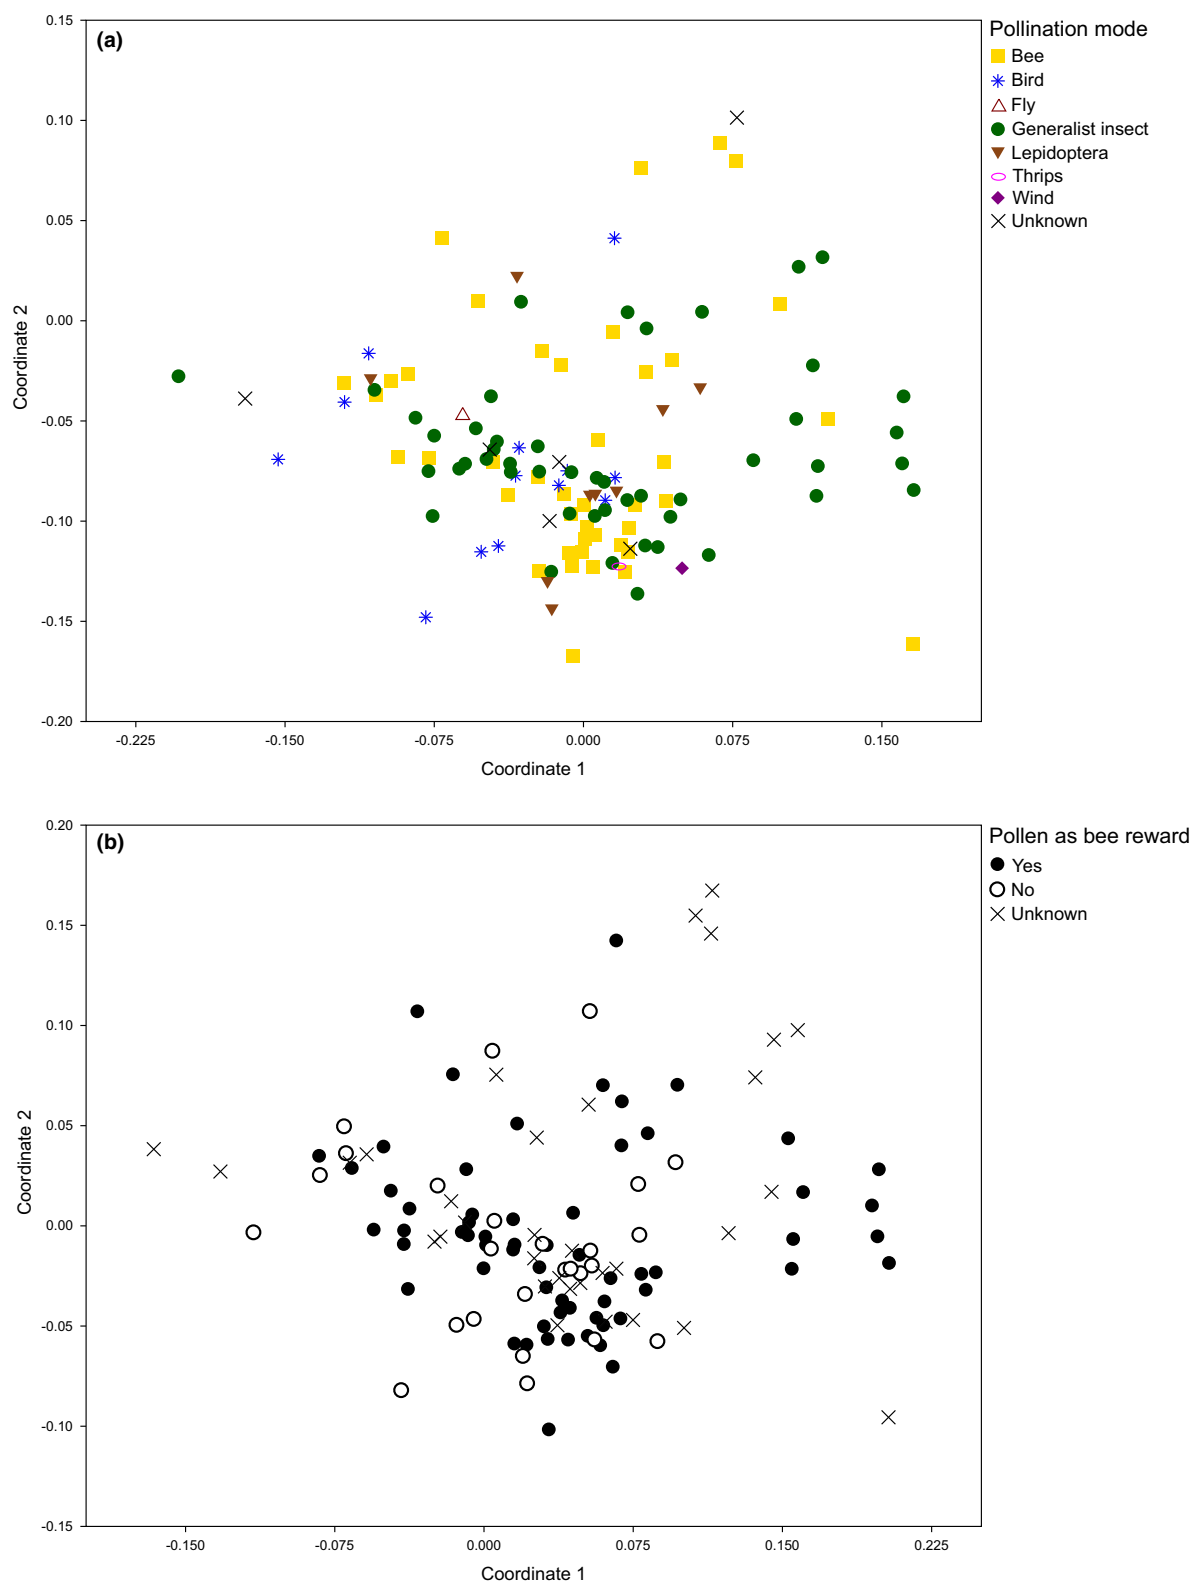 (a)
0.15
0.10
0.05
0.00
-0.05
-0.10
-0.15
-0.20
Coordinate 2
-0.225 -0.150 -0.075 0.000 0.075 0.150
Coordinate 1
Pollination mode
Bee
Bird
Fly
Generalist insect
Lepidoptera
Thrips
Wind
Unknown
(b)
0.20
0.15
0.10
0.05
0.00
-0.05
-0.10
-0.15
Coordinate 2
-0.150 -0.075 0.000 0.075 0.150 0.225
Coordinate 1
Pollen as bee reward
Yes
No
Unknown